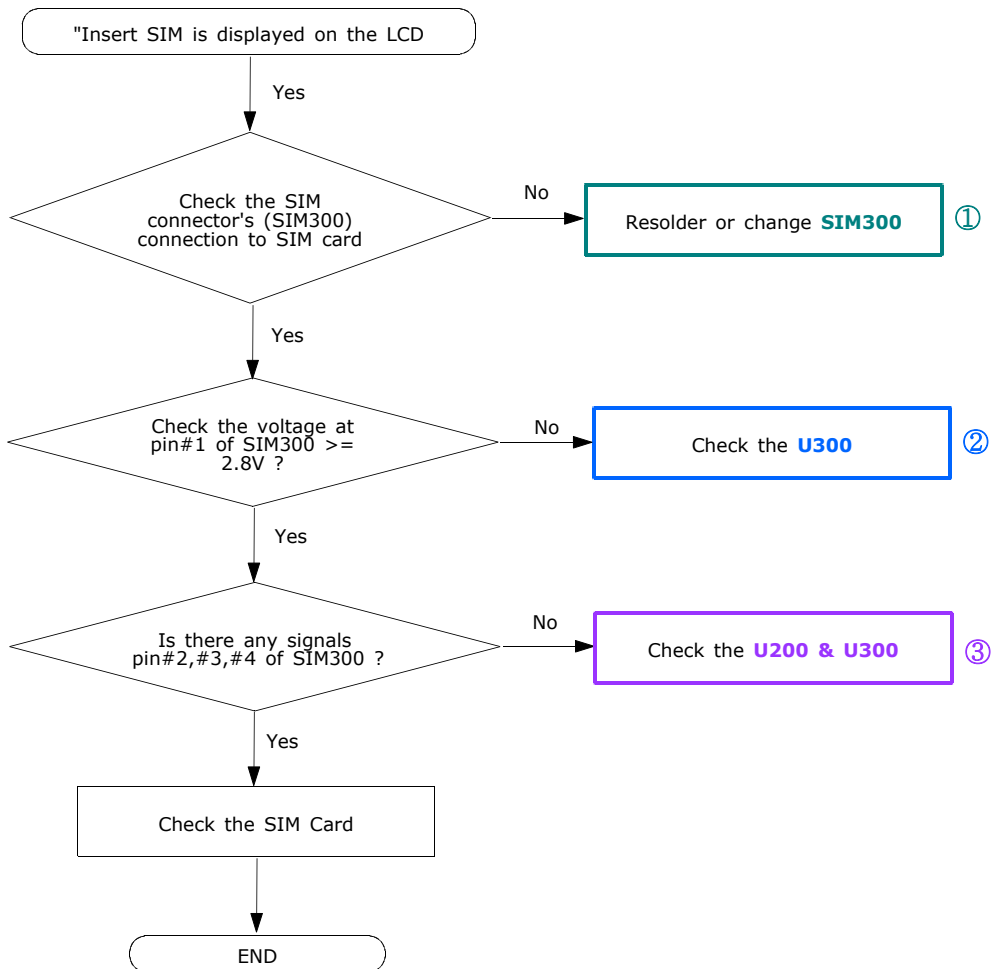 "Insert SIM is displayed on the LCD
Yes
Check the SIM
connector's (SIM300)
connection to SIM card
No
Resolder or change SIM300
①
Yes
Check the voltage at
pin#1 of SIM300 >=
2.8V ?
No
Check the U300
②
Yes
Is there any signals
pin#2,#3,#4 of SIM300 ?
No
Check the U200 & U300
③
Yes
Check the SIM Card
END